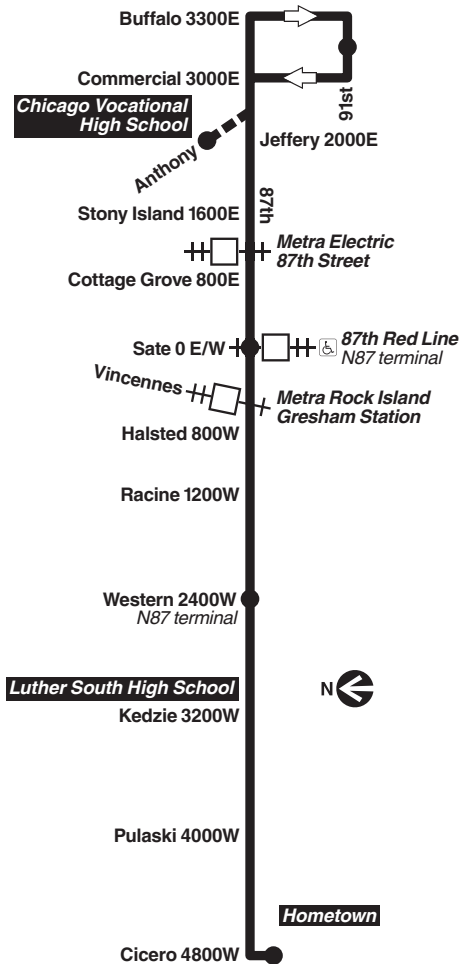 Buffalo 3300E
Commercial 3000E
91st
Chicago Vocational
High School
Anthony
Jeffery 2000E
87th
Stony Island 1600E
Metra Electric
87th Street
Cottage Grove 800E
Sate 0 E/W
87th Red Line
N87 terminal
Vincennes
Metra Rock Island
Gresham Station
Halsted 800W
Racine 1200W
Western 2400W
N87 terminal
Luther South High School
N
Kedzie 3200W
Pulaski 4000W
Hometown
Cicero 4800W